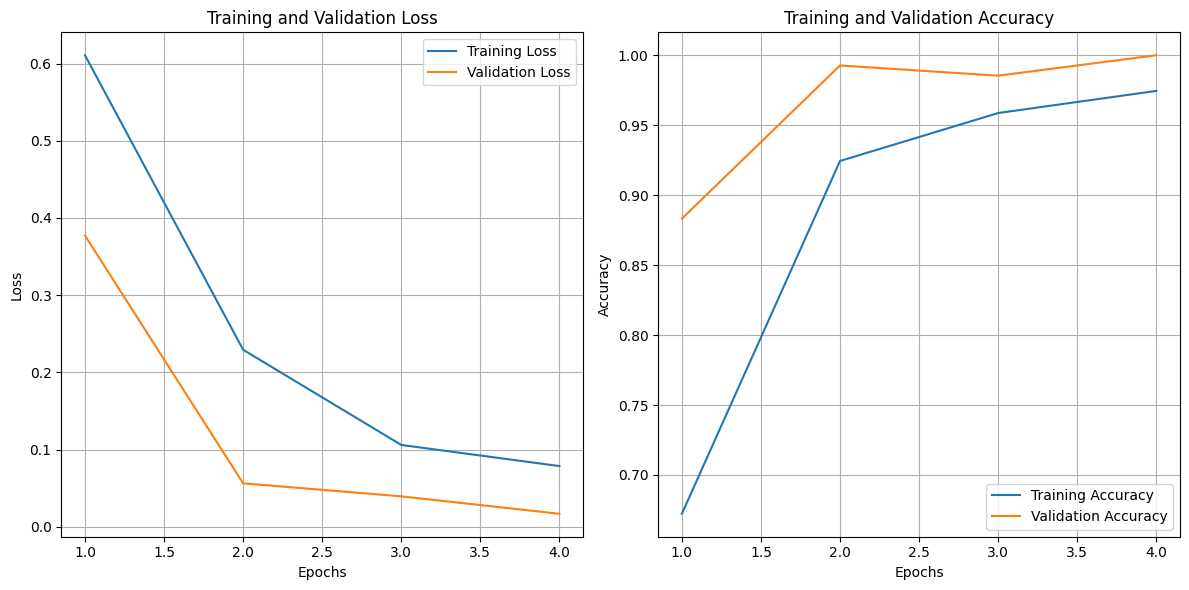 Training and Validation Loss
Training Loss
Validation Loss
0.6
0.5
0.4
0.3
0.2
0.1
0.0
Loss
1.0 1.5 2.0 2.5 3.0 3.5 4.0
Epochs
Training and Validation Accuracy
1.00
0.95
0.90
0.85
0.80
0.75
0.70
Accuracy
Training Accuracy
Validation Accuracy
1.0 1.5 2.0 2.5 3.0 3.5 4.0
Epochs